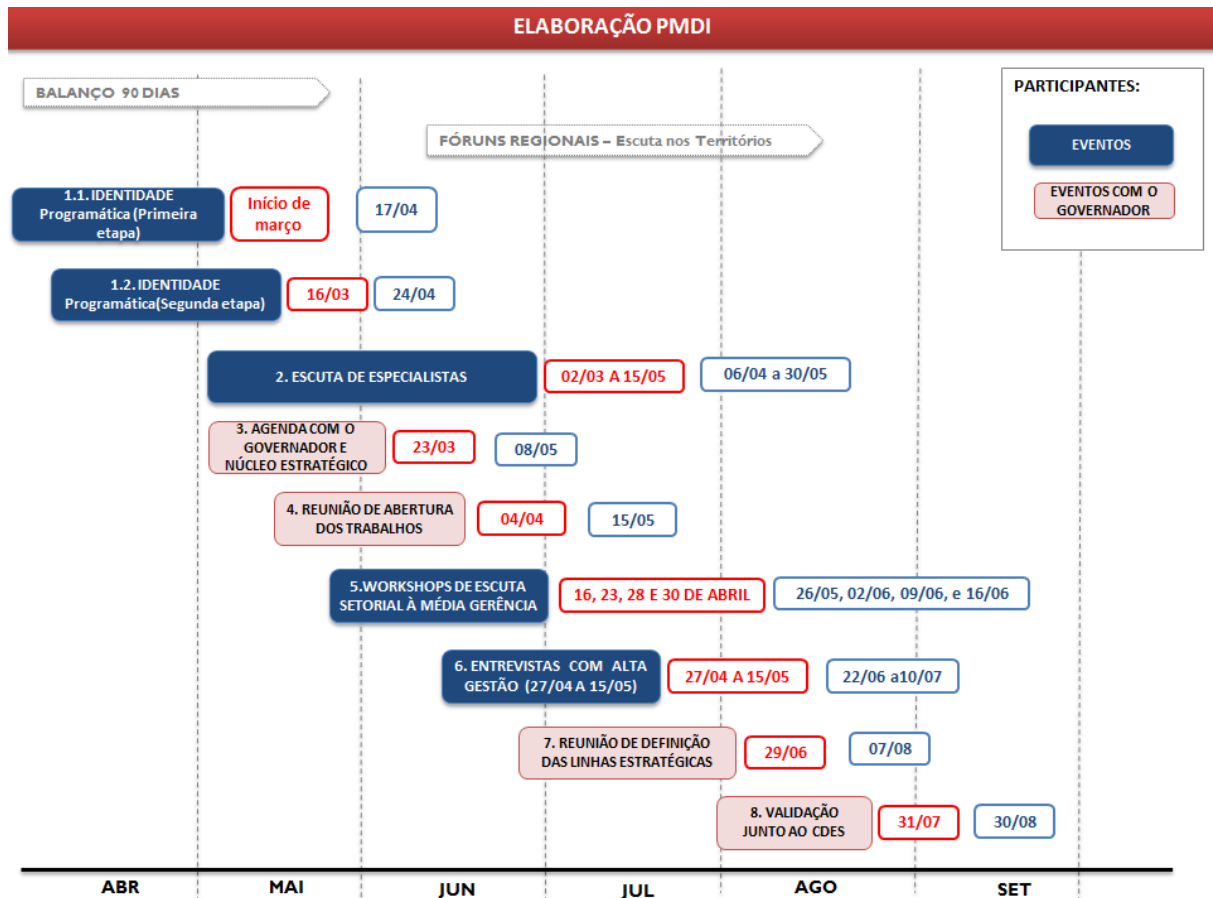 ELABORAÇÃO PMDI
BALANÇO 90 DIAS
PARTICIPANTES:
EVENTOS
EVENTOS COM O
GOVERNADOR
FÓRUNS REGIONAIS – Escuta nos Territórios
1.1. IDENTIDADE
Programática (Primeira
etapa)
Início de
março
17/04
1.2. IDENTIDADE
Programática(Segunda etapa)
16/03
24/04
2. ESCUTA DE ESPECIALISTAS
02/03 A 15/05
06/04 a 30/05
3. AGENDA COM O
GOVERNADOR E
NÚCLEO ESTRATÉGICO
23/03
08/05
4. REUNIÃO DE ABERTURA
DOS TRABALHOS
04/04
15/05
5.WORKSHOPS DE ESCUTA
SETORIAL À MÉDIA GERÊNCIA
16, 23, 28 E 30 DE ABRIL
26/05, 02/06, 09/06, e 16/06
6. ENTREVISTAS COM ALTA
GESTÃO (27/04 A 15/05)
27/04 A 15/05
22/06 a10/07
7. REUNIÃO DE DEFINIÇÃO
DAS LINHAS ESTRATÉGICAS
29/06
07/08
8. VALIDAÇÃO
JUNTO AO CDES
31/07
30/08
ABR MAI JUN JUL AGO SET